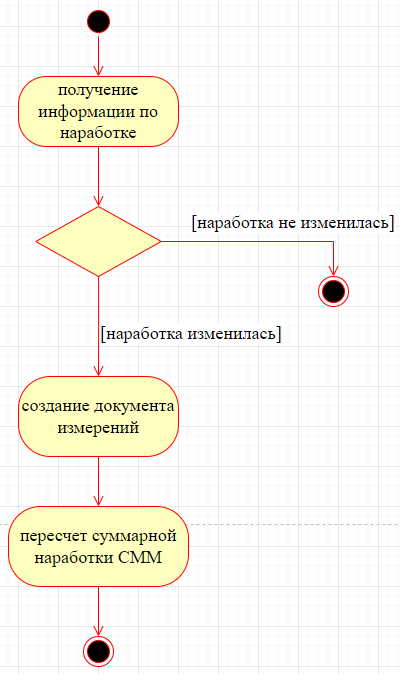 получение
информации по
наработке
[наработка не изменилась]
[наработка изменилась]
создание документа
измерений
пересчет суммарной
наработки СММ